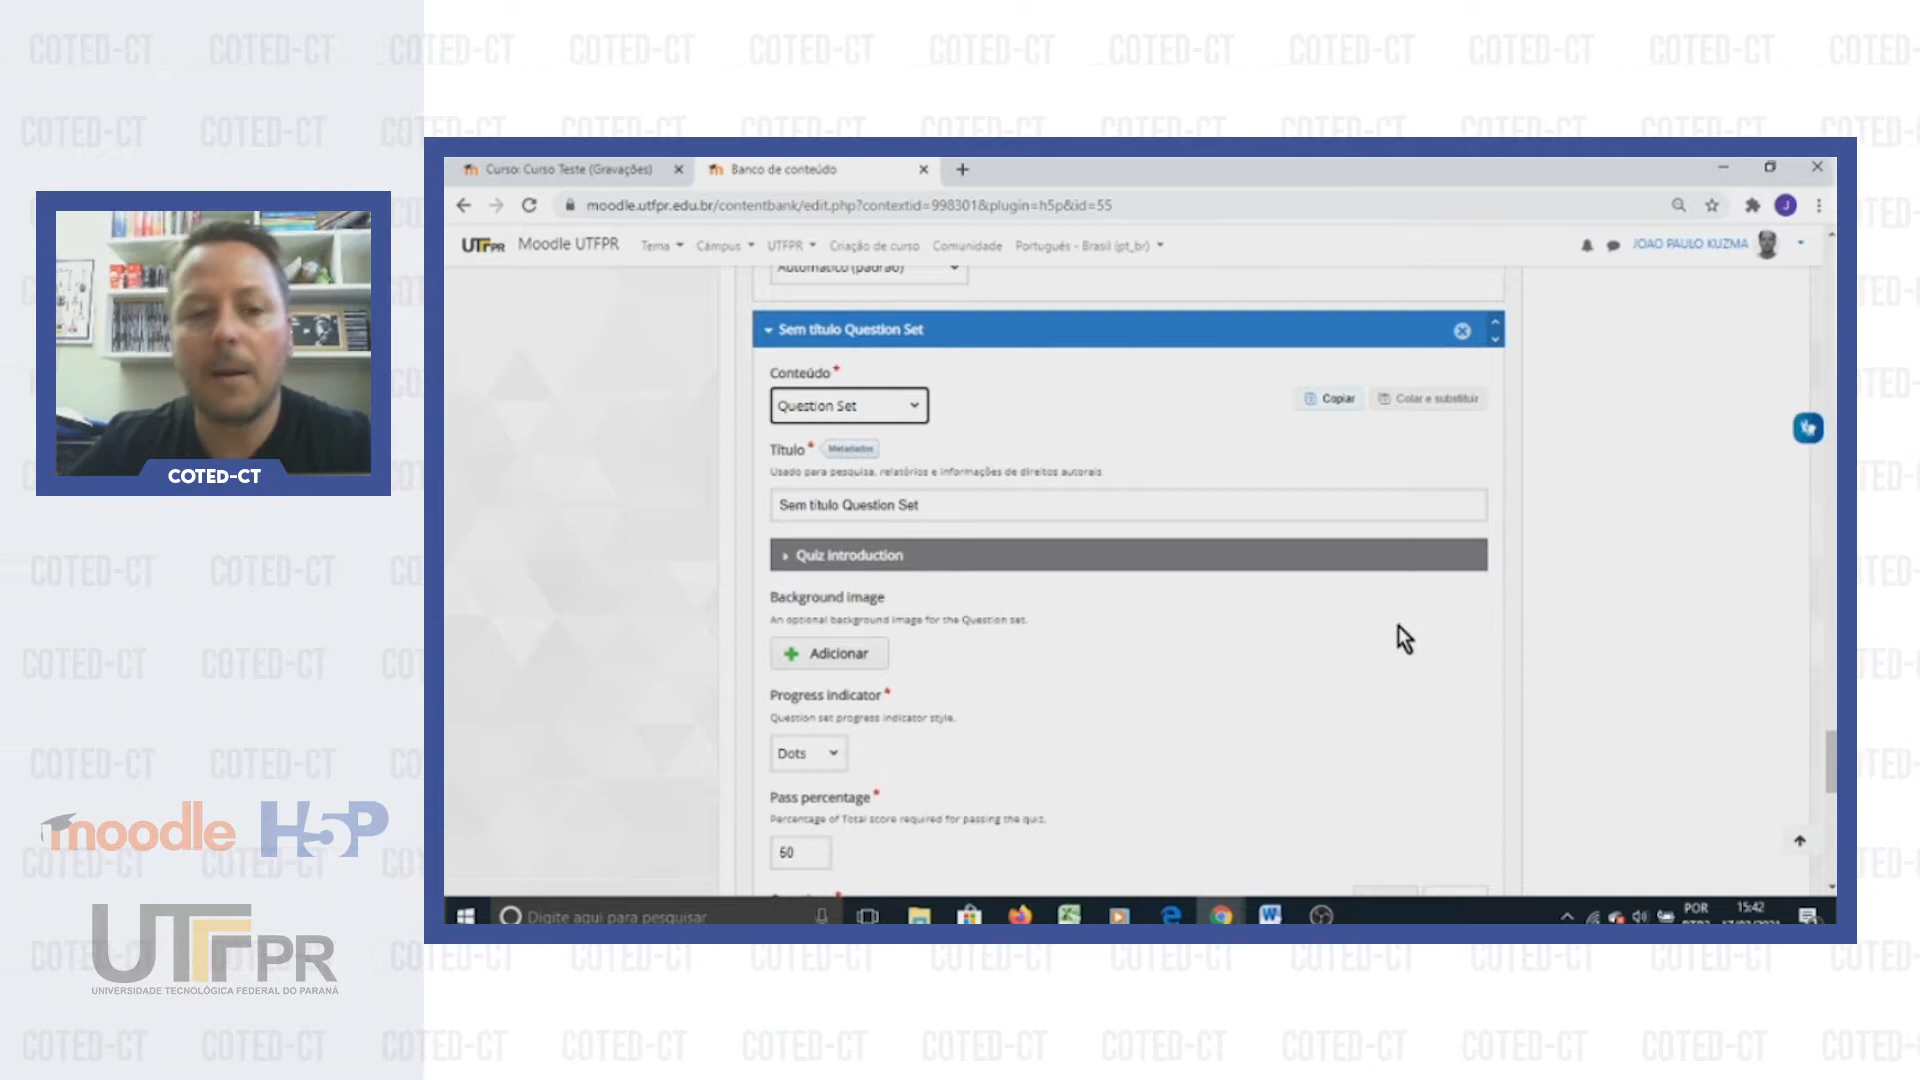 COTED-CT
moodle H5P
UTFPR
UNIVERSIDADE TECNOLÓGICA FEDERAL DO PARANÁ
Curso: Curso Teste (Gravações)
Banco de conteúdo
moodle.utfpr.edu.br/contentbank/edit.php?contextid=998301&plugin=h5p&id=55
J
UTFPR Moodle UTFPR Tema Câmpus UTFPR Criação de curso Comunidade Português - Brasil (pt_br) JOAO PAULO KUZMA
Automático (padrão)
Sem título Question Set
Conteúdo *
Question Set
Copiar Colar e substituir
Título * Metadados
Usado para pesquisa, relatórios e informações de direitos autorais
Sem título Question Set
Quiz introduction
Background image
An optional background image for the Question set.
Adicionar
Progress indicator *
Question set progress indicator style.
Dots
Pass percentage *
Percentage of Total score required for passing the quiz.
50
Digite aqui para pesquisar
POR
15:42